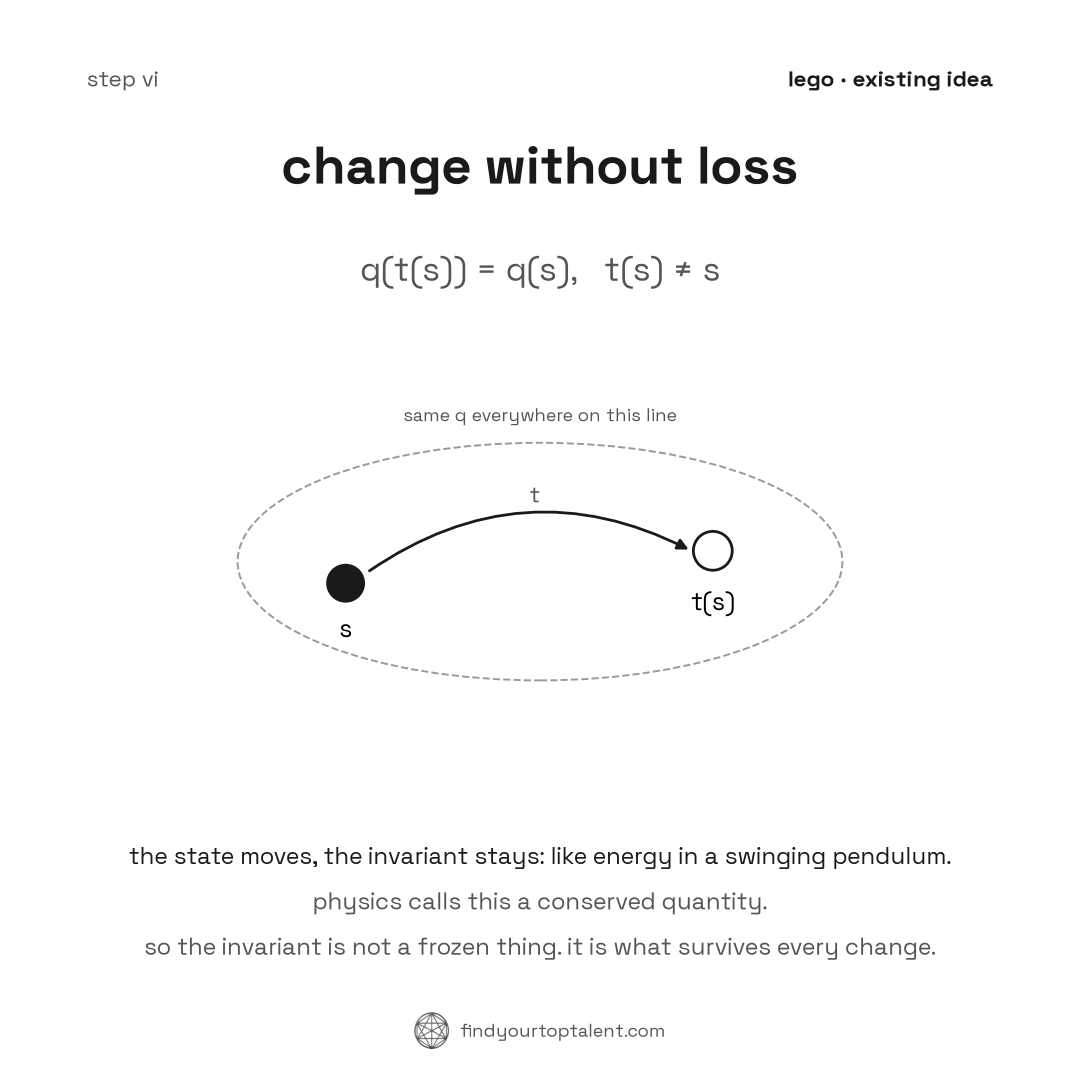 step vi
lego · existing idea
change without loss
q(t(s)) = q(s), t(s) ≠ s
same q everywhere on this line
t
s
t(s)
the state moves, the invariant stays: like energy in a swinging pendulum.
physics calls this a conserved quantity.
so the invariant is not a frozen thing. it is what survives every change.
findyourtoptalent.com